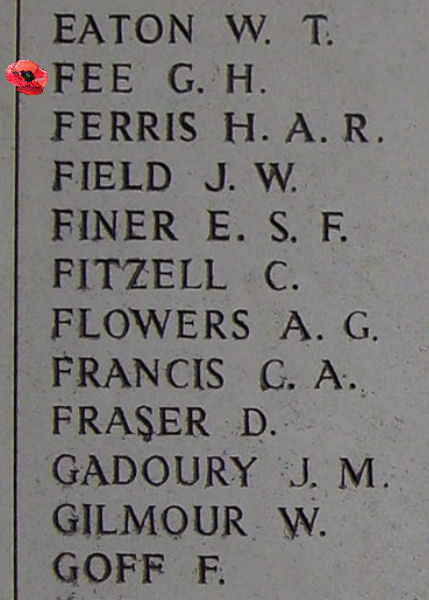 EATON W. T.
FEE G. H.
FERRIS H. A. R.
FIELD J. W.
FINER E. S. F.
FITZELL C.
FLOWERS A. G.
FRANCIS C. A.
FRASER D.
GADOURY J. M.
GILMOUR W.
GOFF F.